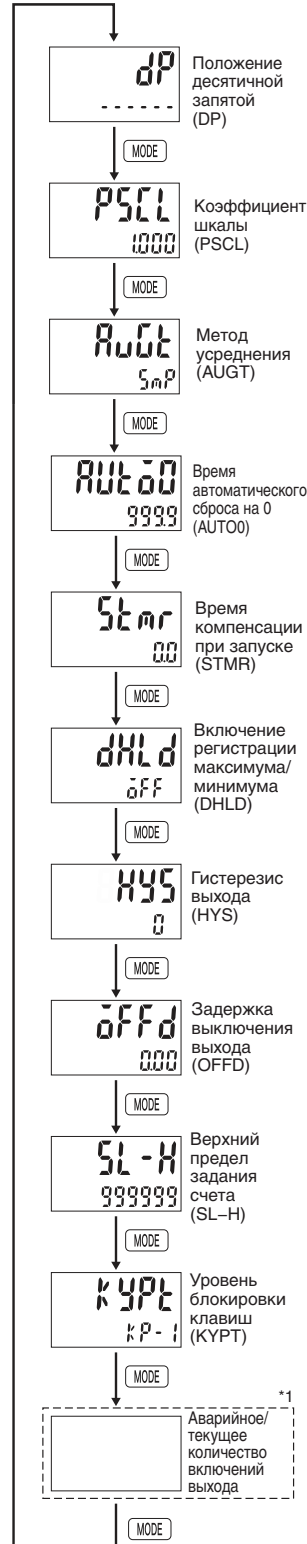 dP
------
Положение
десятичной
запятой
(DP)
MODE
PSCL
1.000
Коэффициент
шкалы
(PSCL)
MODE
AuGt
SmP
Метод
усреднения
(AUGT)
MODE
AUto0
999.9
Время
автоматического
сброса на 0
(AUTO0)
MODE
Stmr
0.0
Время
компенсации
при запуске
(STMR)
MODE
dHLd
oFF
Включение
регистрации
максимума/
минимума
(DHLD)
MODE
HYS
0
Гистерезис
выхода
(HYS)
MODE
oFFd
0.00
Задержка
выключения
выхода
(OFFD)
MODE
SL-H
999999
Верхний
предел
задания
счета
(SL–H)
MODE
KYPt
KP-1
Уровень
блокировки
клавиш
(KYPT)
MODE
*1
Аварийное/
текущее
количество
включений
выхода
MODE